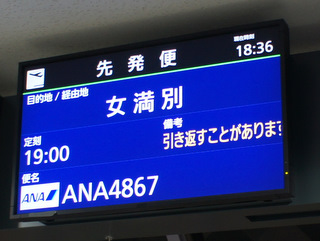 先発便
現在時刻
18:36
目的地 / 経由地
女満別
定刻
19:00
備考
引き返すことがあります
便名
ANA ANA4867